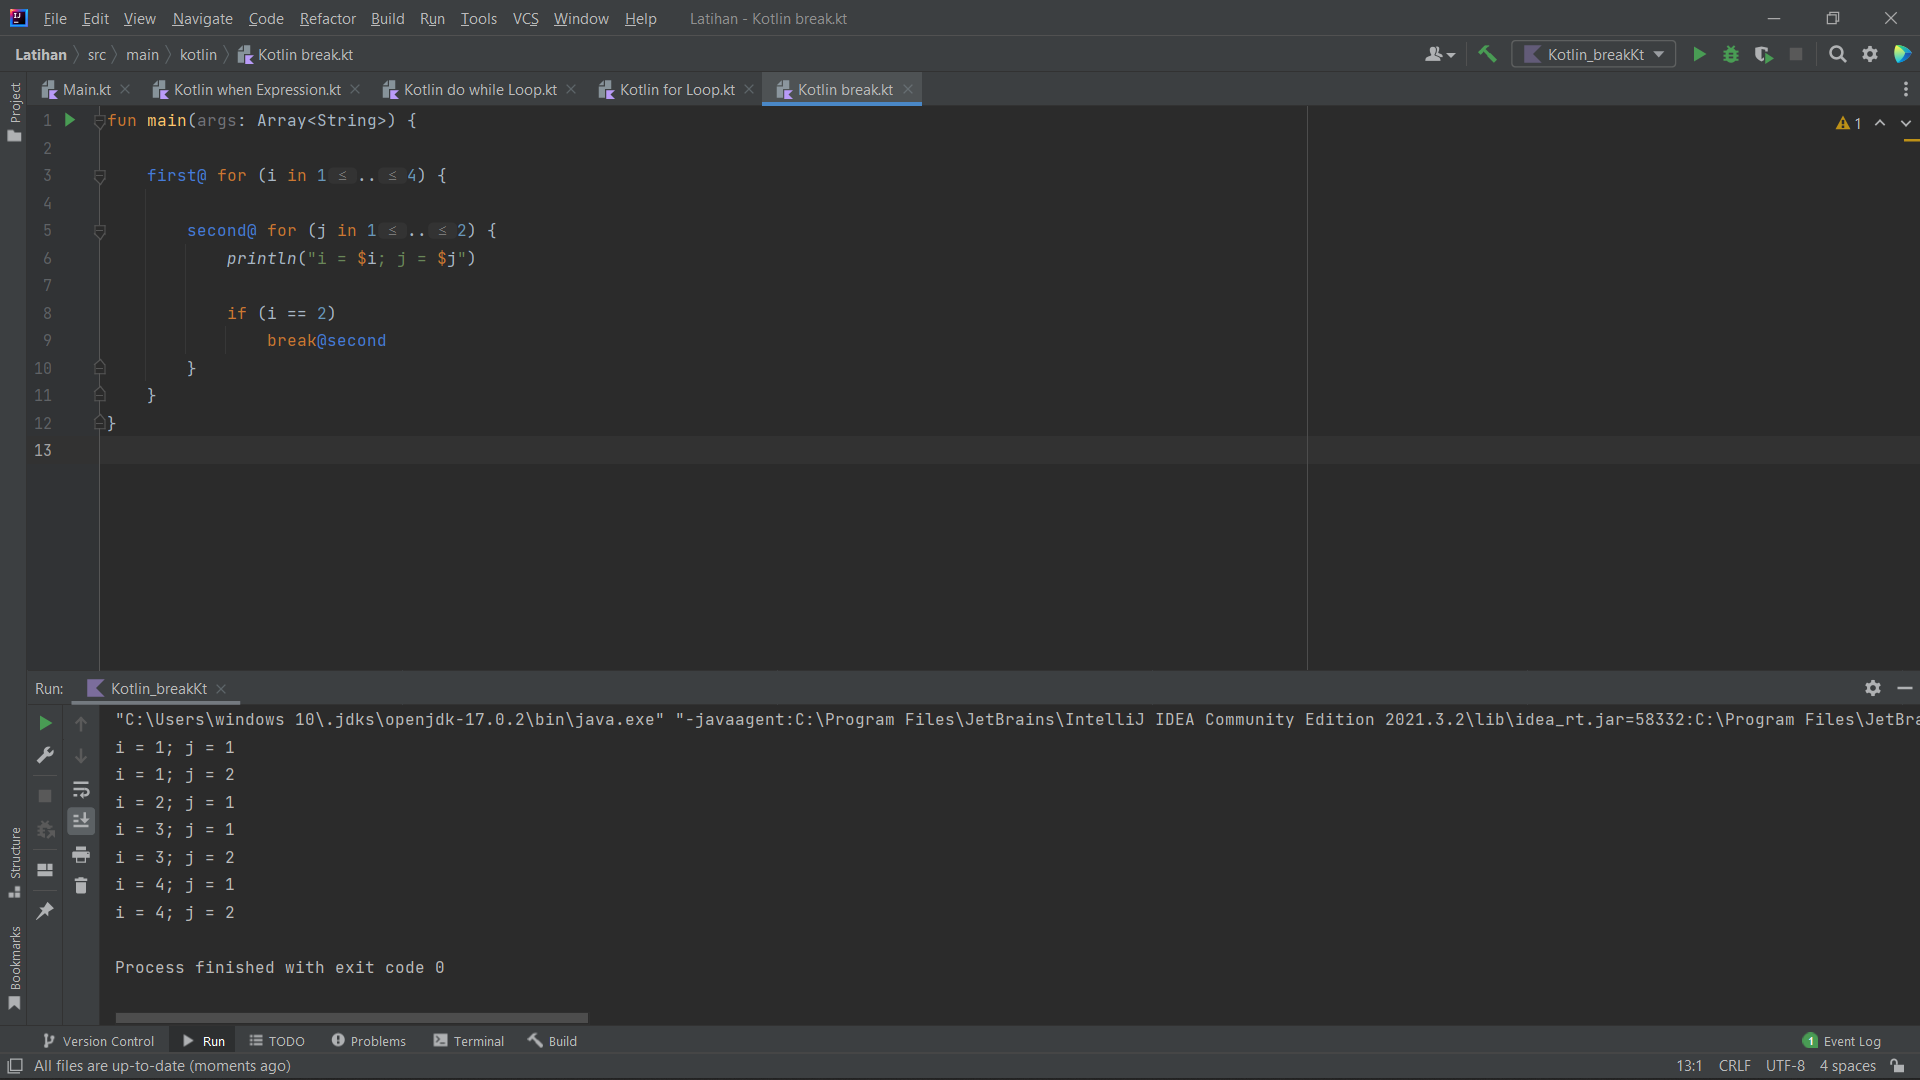 File Edit View Navigate Code Refactor Build Run Tools VCS Window Help Latihan - Kotlin break.kt
Latihan src main kotlin Kotlin break.kt Kotlin_breakKt
Project
Main.kt Kotlin when Expression.kt Kotlin do while Loop.kt Kotlin for Loop.kt Kotlin break.kt
1 fun main(args: Array<String>) {
1
2
3 first@ for (i in 1 ≤ .. ≤ 4) {
4
5 second@ for (j in 1 ≤ .. ≤ 2) {
6 println("i = $i; j = $j")
7
8 if (i == 2)
9 break@second
10 }
11 }
12 }
13
Run: Kotlin_breakKt
"C:\Users\windows 10\.jdks\openjdk-17.0.2\bin\java.exe" "-javaagent:C:\Program Files\JetBrains\IntelliJ IDEA Community Edition 2021.3.2\lib\idea_rt.jar=58332:C:\Program Files\JetBra
i = 1; j = 1
i = 1; j = 2
i = 2; j = 1
i = 3; j = 1
i = 3; j = 2
i = 4; j = 1
i = 4; j = 2
Process finished with exit code 0
Structure
Bookmarks
Version Control Run TODO Problems Terminal Build 1 Event Log
All files are up-to-date (moments ago) 13:1 CRLF UTF-8 4 spaces